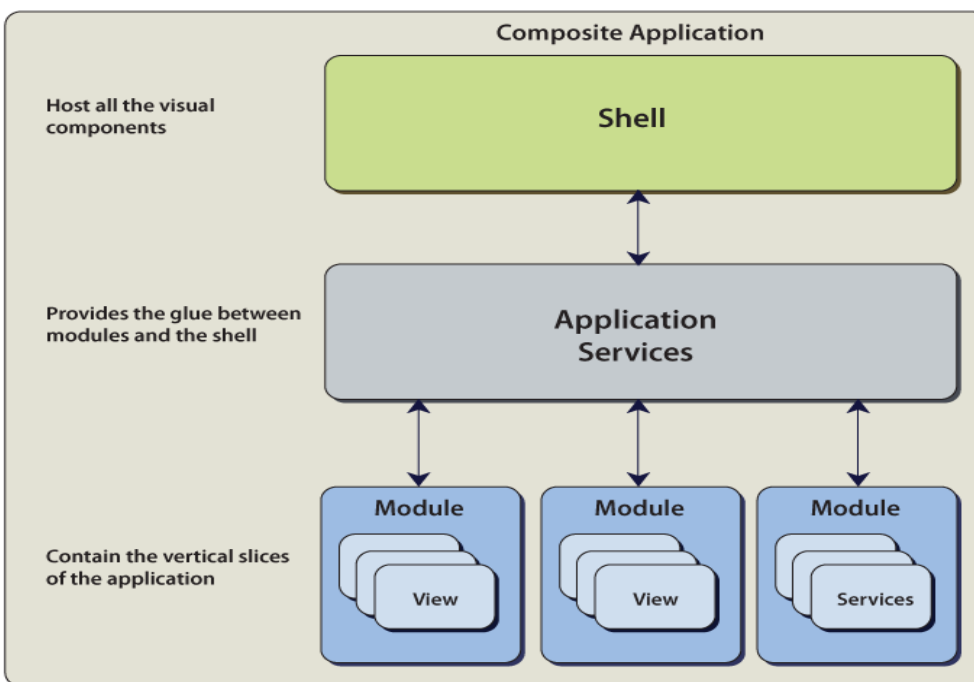 Composite Application
Host all the visual
components
Shell
Provides the glue between
modules and the shell
Application
Services
Contain the vertical slices
of the application
Module
View
Module
View
Module
Services